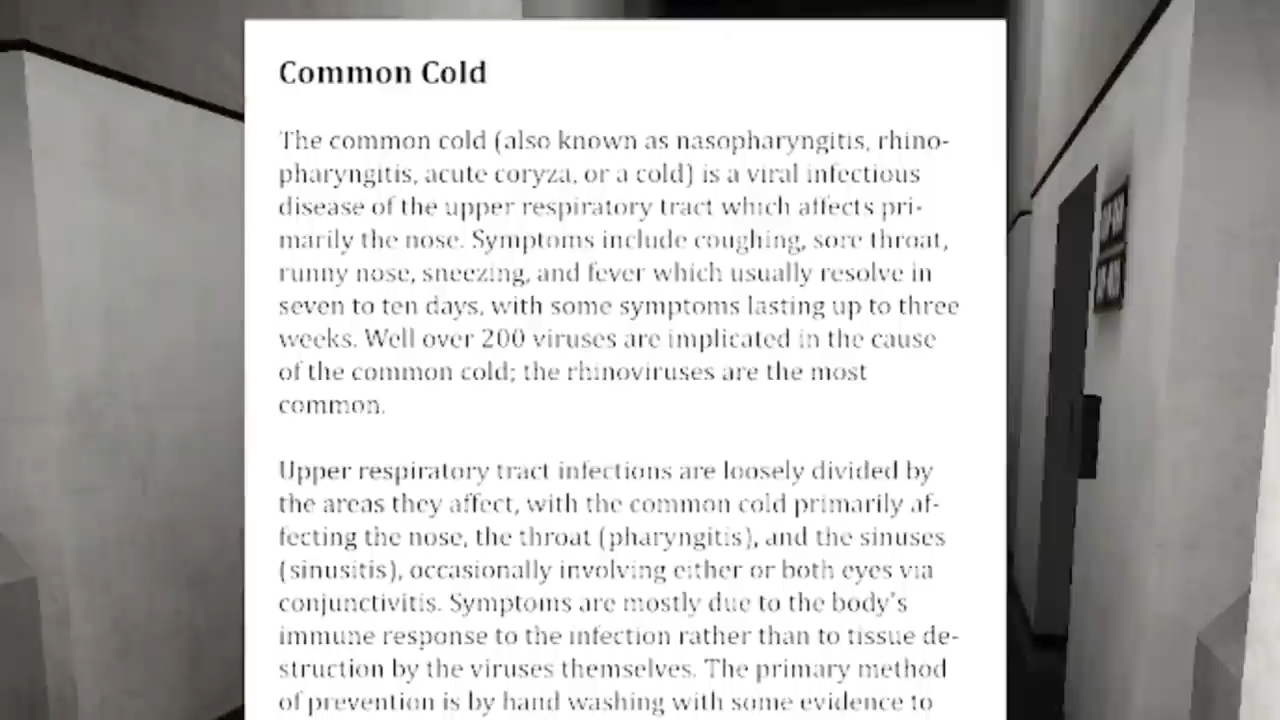 Common Cold
The common cold (also known as nasopharyngitis, rhino-
pharyngitis, acute coryza, or a cold) is a viral infectious
disease of the upper respiratory tract which affects pri-
marily the nose. Symptoms include coughing, sore throat,
runny nose, sneezing, and fever which usually resolve in
seven to ten days, with some symptoms lasting up to three
weeks. Well over 200 viruses are implicated in the cause
of the common cold; the rhinoviruses are the most
common.
Upper respiratory tract infections are loosely divided by
the areas they affect, with the common cold primarily af-
fecting the nose, the throat (pharyngitis), and the sinuses
(sinusitis), occasionally involving either or both eyes via
conjunctivitis. Symptoms are mostly due to the body's
immune response to the infection rather than to tissue de-
struction by the viruses themselves. The primary method
of prevention is by hand washing with some evidence to